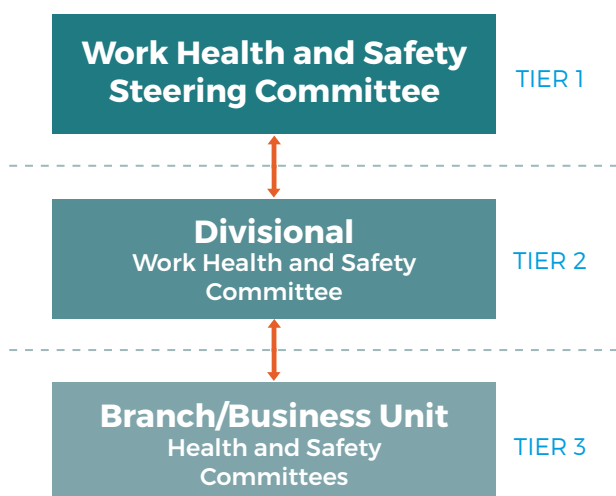 Work Health and Safety
Steering Committee
TIER 1
Divisional
Work Health and Safety
Committee
TIER 2
Branch/Business Unit
Health and Safety
Committees
TIER 3